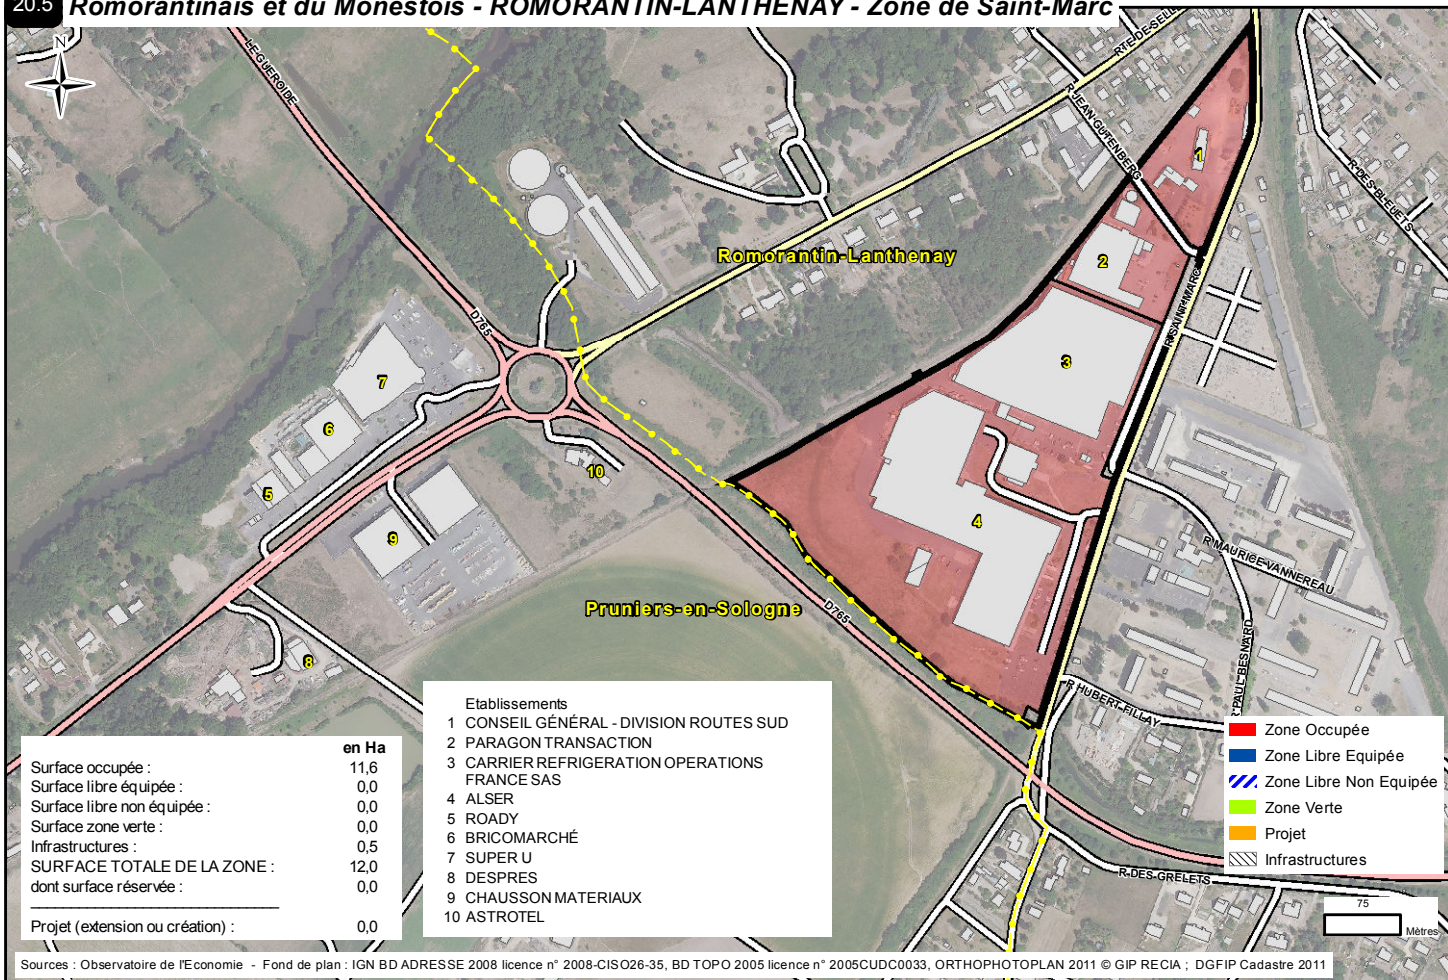 20.5 Romorantinais et du Monestois - ROMORANTIN-LANTHENAY - Zone de Saint-Marc
N
LE GUEROIDE
RTE DE SELLE
R JEAN GUTENBERG
R DES BLEUETS
1
Romorantin-Lanthenay
2
R SAINT MARC
D765
3
7
6
10
5
4
9
R MAURICE VANNEREAU
Pruniers-en-Sologne
D765
R PAUL BESNARD
8
R HUBERT FILLAY
R DES GRELETS
en Ha
Surface occupée : 11,6
Surface libre équipée : 0,0
Surface libre non équipée : 0,0
Surface zone verte : 0,0
Infrastructures : 0,5
SURFACE TOTALE DE LA ZONE : 12,0
dont surface réservée : 0,0
Projet (extension ou création) : 0,0
Etablissements
1 CONSEIL GÉNÉRAL - DIVISION ROUTES SUD
2 PARAGON TRANSACTION
3 CARRIER REFRIGERATION OPERATIONS
FRANCE SAS
4 ALSER
5 ROADY
6 BRICOMARCHÉ
7 SUPER U
8 DESPRES
9 CHAUSSON MATERIAUX
10 ASTROTEL
Zone Occupée
Zone Libre Equipée
Zone Libre Non Equipée
Zone Verte
Projet
Infrastructures
75
Mètres
Sources : Observatoire de l'Economie - Fond de plan : IGN BD ADRESSE 2008 licence n° 2008-CISO26-35, BD TOPO 2005 licence n° 2005CUDC0033, ORTHOPHOTOPLAN 2011 © GIP RECIA ; DGFIP Cadastre 2011